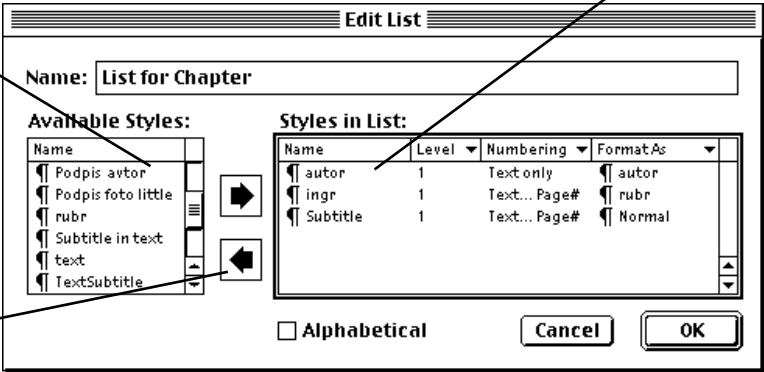 Edit List
Name: List for Chapter
Available Styles:
Name
¶ Podpis avtor
¶ Podpis foto little
¶ rubr
¶ Subtitle in text
¶ text
¶ TextSubtitle
Styles in List:
Name Level Numbering Format As
¶ autor 1 Text only ¶ autor
¶ ingr 1 Text... Page# ¶ rubr
¶ Subtitle 1 Text... Page# ¶ Normal
Alphabetical
Cancel
OK